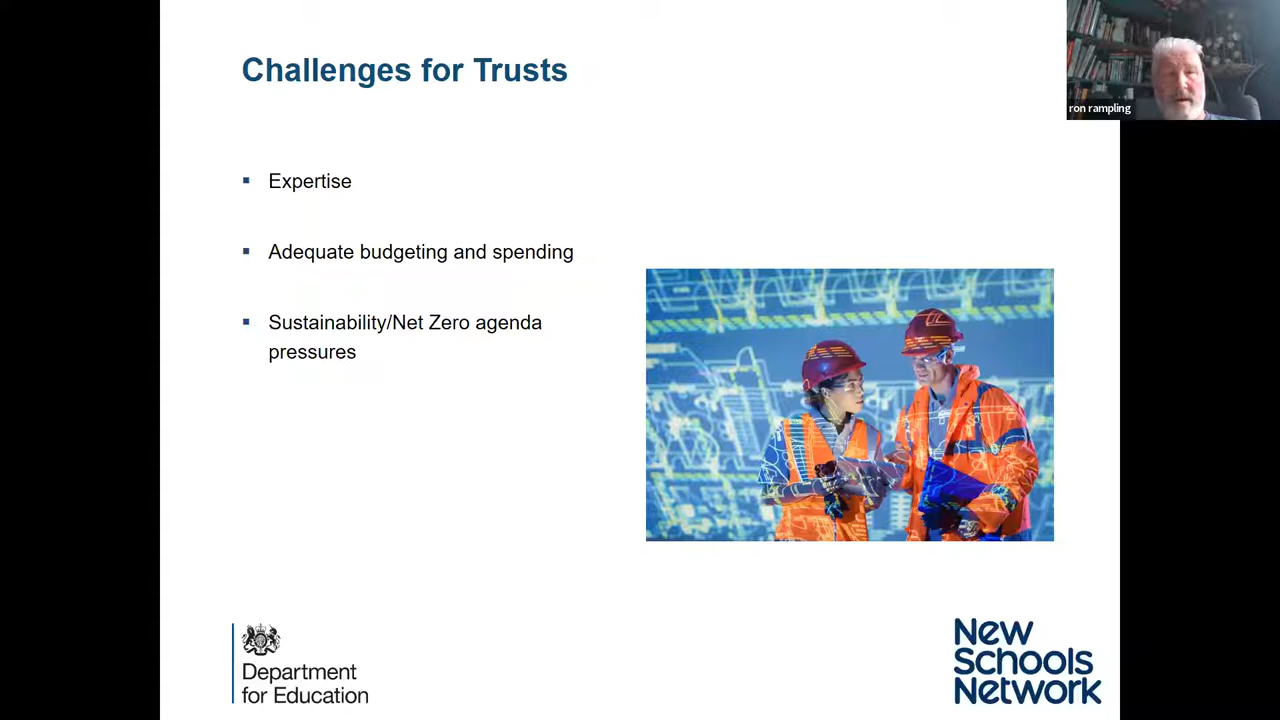 Challenges for Trusts
ron rampling
Expertise
Adequate budgeting and spending
Sustainability/Net Zero agenda
pressures
Department
for Education
New
Schools
Network